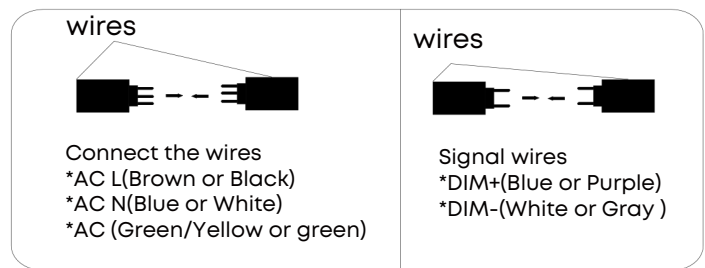 wires
Connect the wires
*AC L(Brown or Black)
*AC N(Blue or White)
*AC (Green/Yellow or green)
wires
Signal wires
*DIM+(Blue or Purple)
*DIM-(White or Gray )